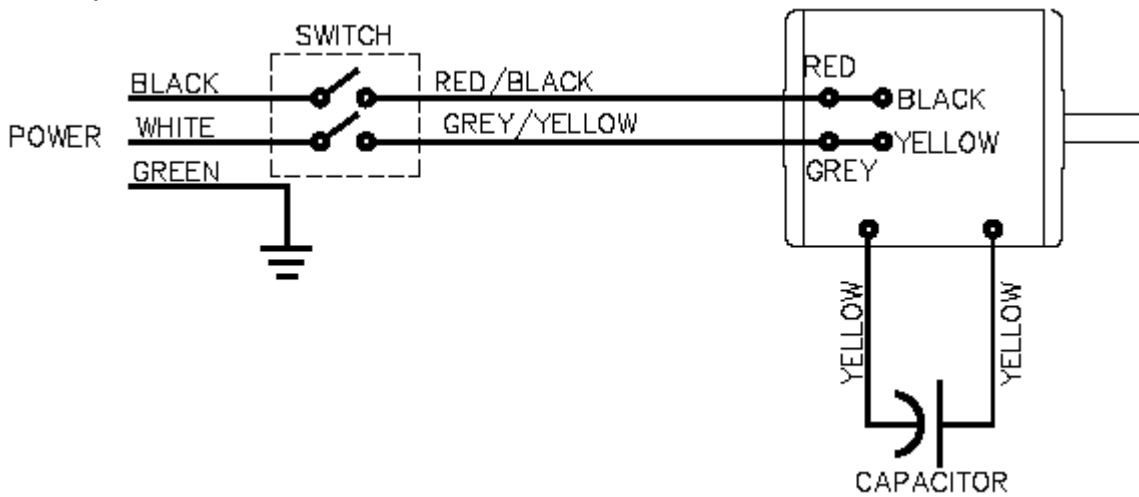 SWITCH
BLACK
RED/BLACK
RED
BLACK
POWER
WHITE
GREY/YELLOW
YELLOW
GREEN
GREY
YELLOW
YELLOW
CAPACITOR